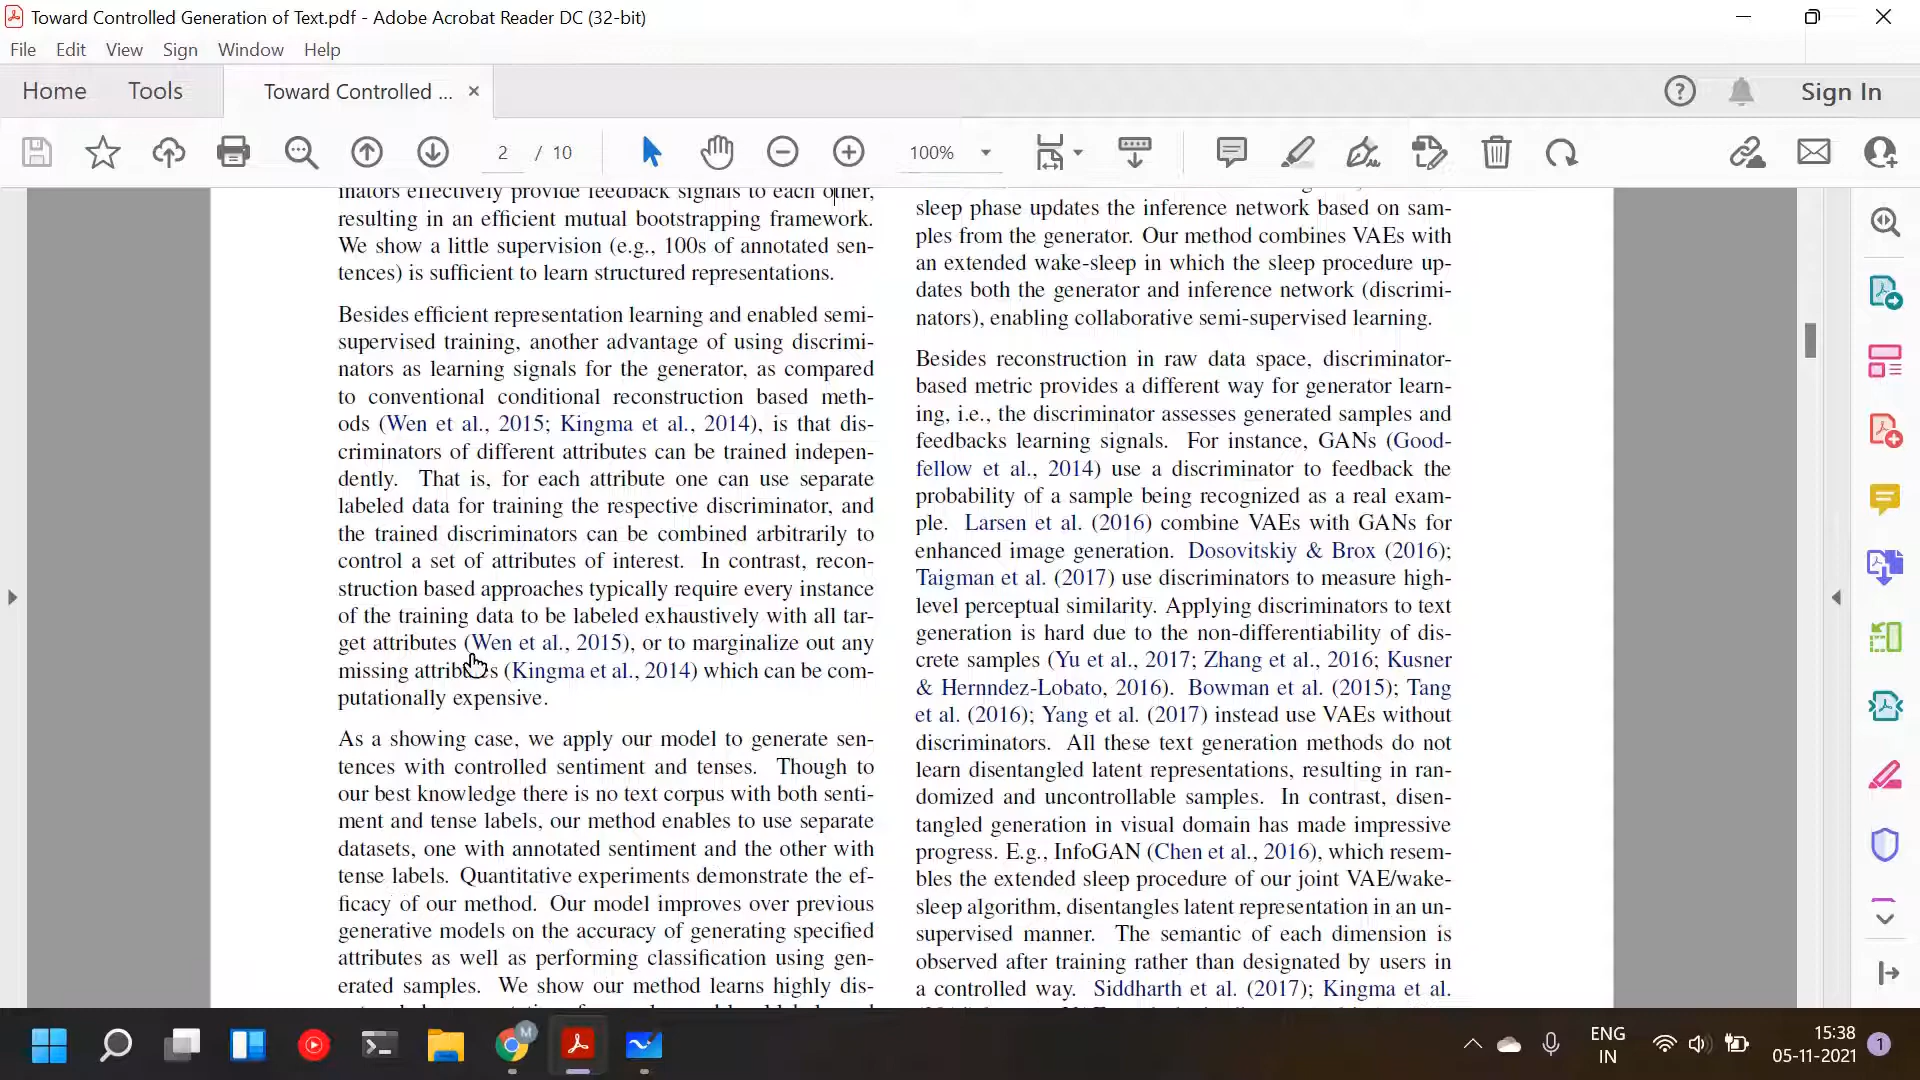 Toward Controlled Generation of Text.pdf - Adobe Acrobat Reader DC (32-bit)
File Edit View Sign Window Help
Home Tools Toward Controlled ... × Sign In
2 / 10 100%
inators effectively provide feedback signals to each other,
resulting in an efficient mutual bootstrapping framework.
We show a little supervision (e.g., 100s of annotated sen-
tences) is sufficient to learn structured representations.
Besides efficient representation learning and enabled semi-
supervised training, another advantage of using discrimi-
nators as learning signals for the generator, as compared
to conventional conditional reconstruction based meth-
ods (Wen et al., 2015; Kingma et al., 2014), is that dis-
criminators of different attributes can be trained indepen-
dently. That is, for each attribute one can use separate
labeled data for training the respective discriminator, and
the trained discriminators can be combined arbitrarily to
control a set of attributes of interest. In contrast, recon-
struction based approaches typically require every instance
of the training data to be labeled exhaustively with all tar-
get attributes (Wen et al., 2015), or to marginalize out any
missing attributes (Kingma et al., 2014) which can be com-
putationally expensive.
As a showing case, we apply our model to generate sen-
tences with controlled sentiment and tenses. Though to
our best knowledge there is no text corpus with both senti-
ment and tense labels, our method enables to use separate
datasets, one with annotated sentiment and the other with
tense labels. Quantitative experiments demonstrate the ef-
ficacy of our method. Our model improves over previous
generative models on the accuracy of generating specified
attributes as well as performing classification using gen-
erated samples. We show our method learns highly dis-
sleep phase updates the inference network based on sam-
ples from the generator. Our method combines VAEs with
an extended wake-sleep in which the sleep procedure up-
dates both the generator and inference network (discrimi-
nators), enabling collaborative semi-supervised learning.
Besides reconstruction in raw data space, discriminator-
based metric provides a different way for generator learn-
ing, i.e., the discriminator assesses generated samples and
feedbacks learning signals. For instance, GANs (Good-
fellow et al., 2014) use a discriminator to feedback the
probability of a sample being recognized as a real exam-
ple. Larsen et al. (2016) combine VAEs with GANs for
enhanced image generation. Dosovitskiy & Brox (2016);
Taigman et al. (2017) use discriminators to measure high-
level perceptual similarity. Applying discriminators to text
generation is hard due to the non-differentiability of dis-
crete samples (Yu et al., 2017; Zhang et al., 2016; Kusner
& Hernndez-Lobato, 2016). Bowman et al. (2015); Tang
et al. (2016); Yang et al. (2017) instead use VAEs without
discriminators. All these text generation methods do not
learn disentangled latent representations, resulting in ran-
domized and uncontrollable samples. In contrast, disen-
tangled generation in visual domain has made impressive
progress. E.g., InfoGAN (Chen et al., 2016), which resem-
bles the extended sleep procedure of our joint VAE/wake-
sleep algorithm, disentangles latent representation in an un-
supervised manner. The semantic of each dimension is
observed after training rather than designated by users in
a controlled way. Siddharth et al. (2017); Kingma et al.
M
ENG
IN
15:38
05-11-2021
1